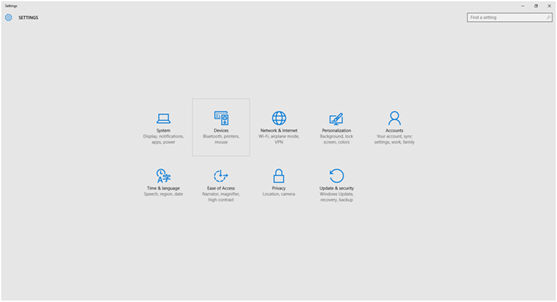 Settings
SETTINGS
Find a setting
System
Display, notifications,
apps, power
Devices
Bluetooth, printers,
mouse
Network & Internet
Wi-Fi, airplane mode,
VPN
Personalization
Background, lock
screen, colors
Accounts
Your account, sync
settings, work, family
Time & language
Speech, region, date
Ease of Access
Narrator, magnifier,
high contrast
Privacy
Location, camera
Update & security
Windows Update,
recovery, backup